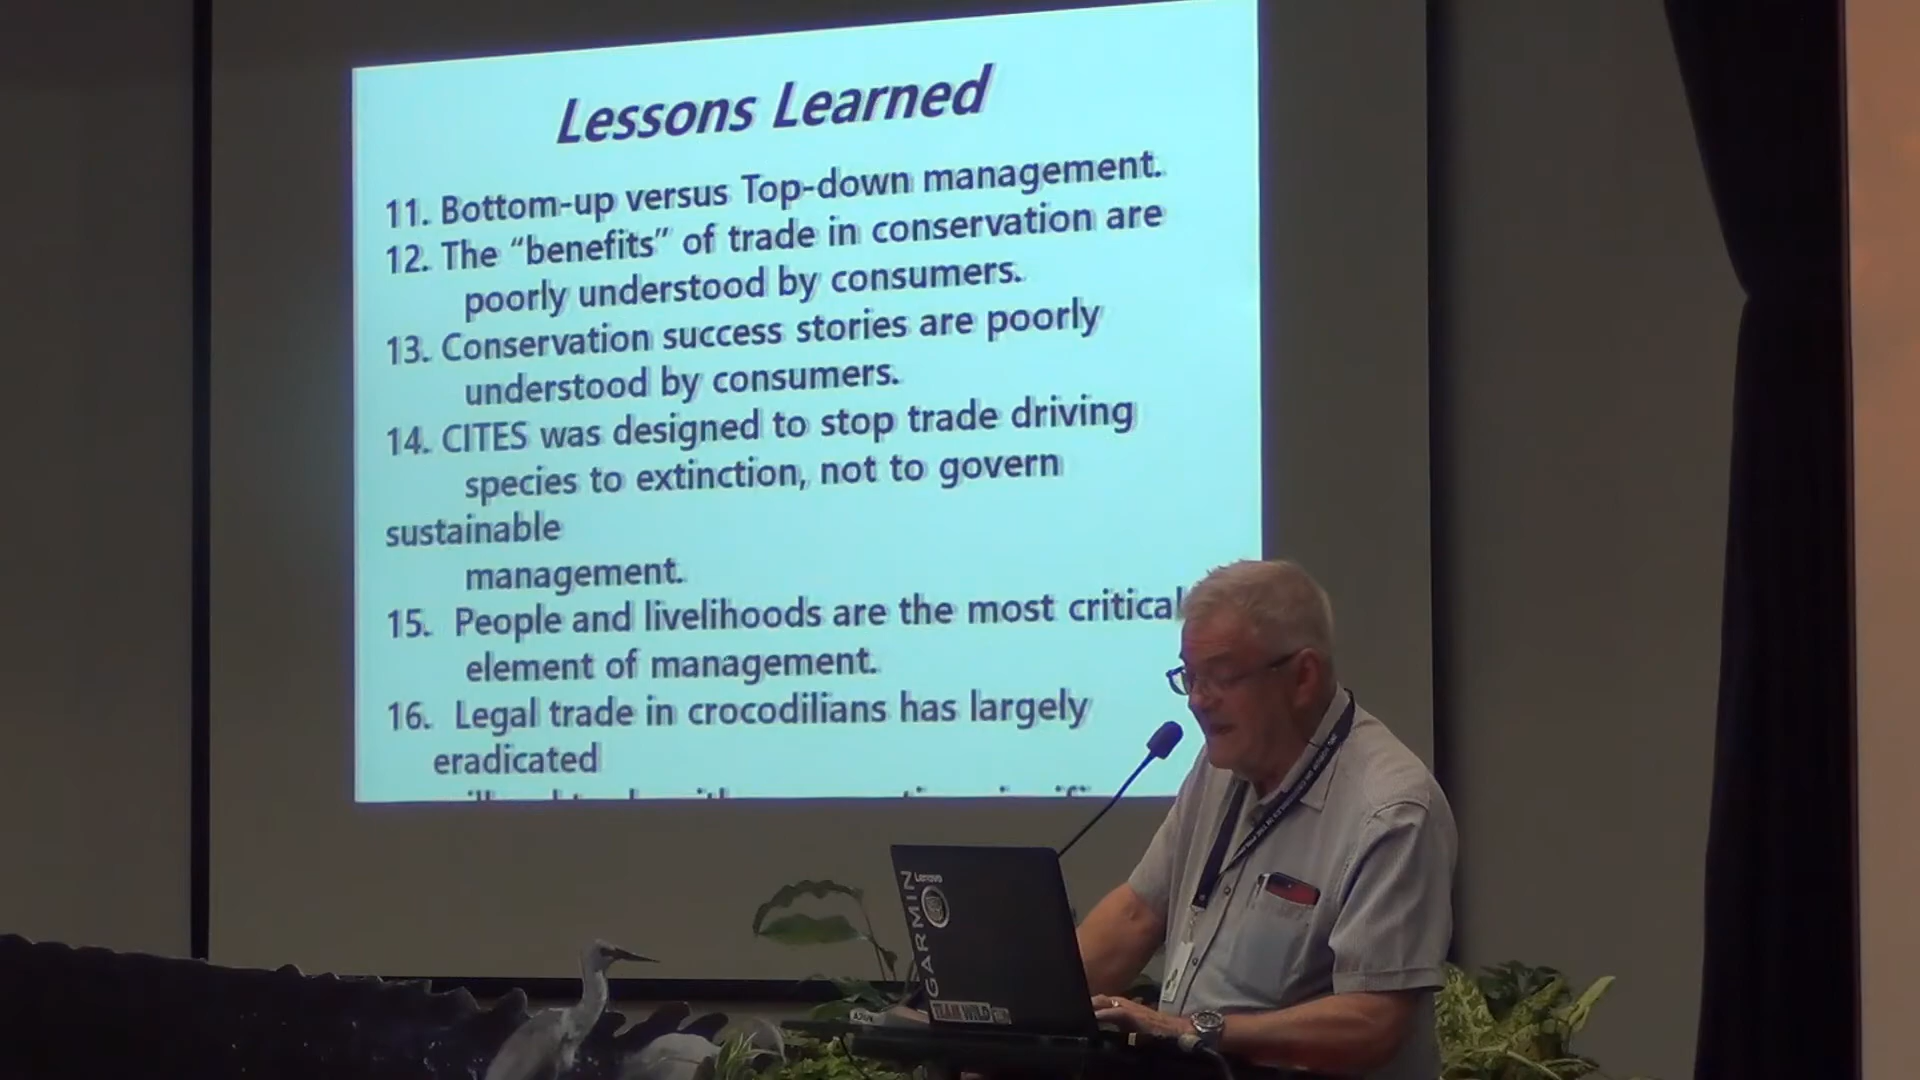 Lessons Learned
11. Bottom-up versus Top-down management.
12. The “benefits” of trade in conservation are
poorly understood by consumers.
13. Conservation success stories are poorly
understood by consumers.
14. CITES was designed to stop trade driving
species to extinction, not to govern
sustainable
management.
15. People and livelihoods are the most critical
element of management.
16. Legal trade in crocodilians has largely
eradicated
Lenovo
GARMIN
TEAM WILD